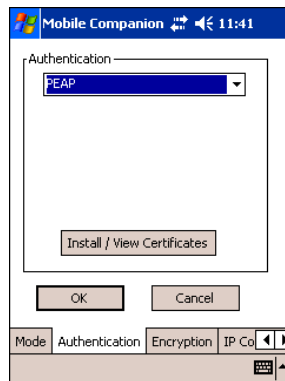 Mobile Companion 11:41
Authentication
PEAP
Install / View Certificates
OK Cancel
Mode Authentication Encryption IP Co